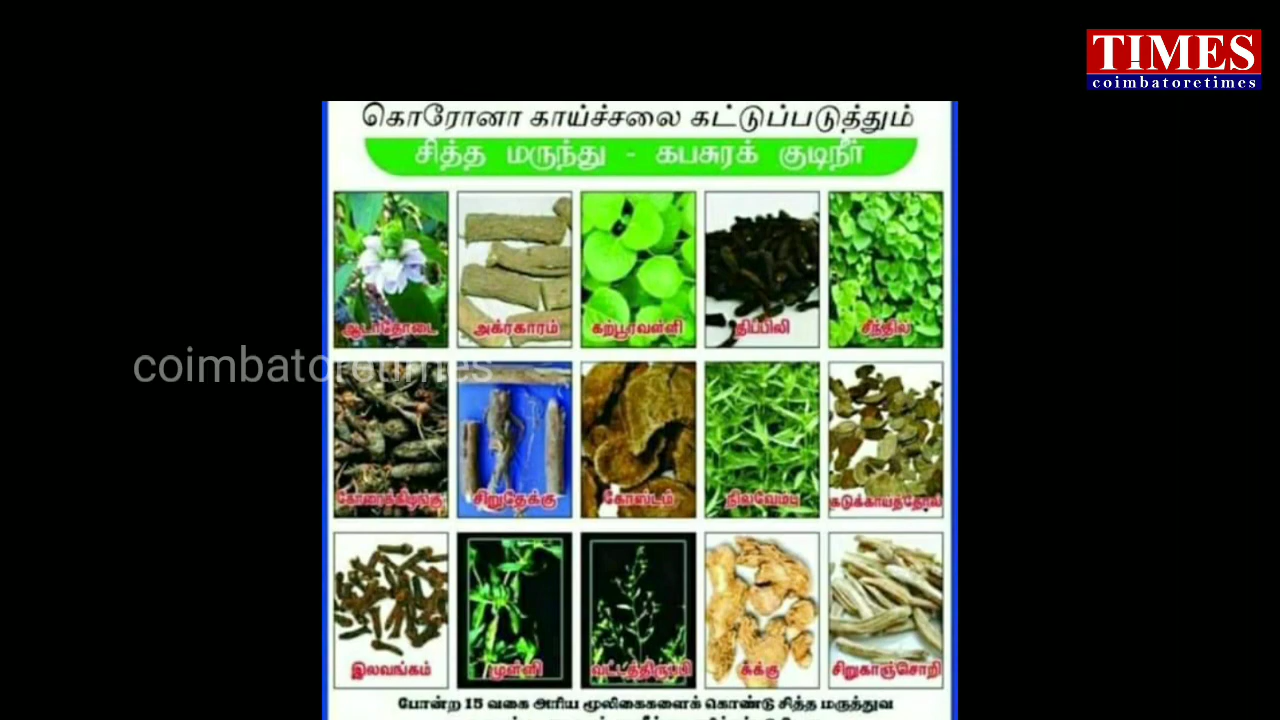 TIMES
coimbatoretimes
கொரோனா காய்ச்சலை கட்டுப்படுத்தும்
சித்த மருந்து - கபசுரக் குடிநீர்
ஆடாதோடை அக்ரகாரம் கற்பூரவள்ளி திப்பிலி சீந்தில்
coimbatoretimes
கோரைக்கிழங்கு சிறுதேக்கு கோஸ்டம் நிலவேம்பு கடுக்காய்த்தோல்
இலவங்கம் முள்ளி வட்டத்திருப்பி சுக்கு சிறுகாஞ்சொறி
போன்ற 15 வகை அரிய மூலிகைகளைக் கொண்டு சித்த மருத்துவ